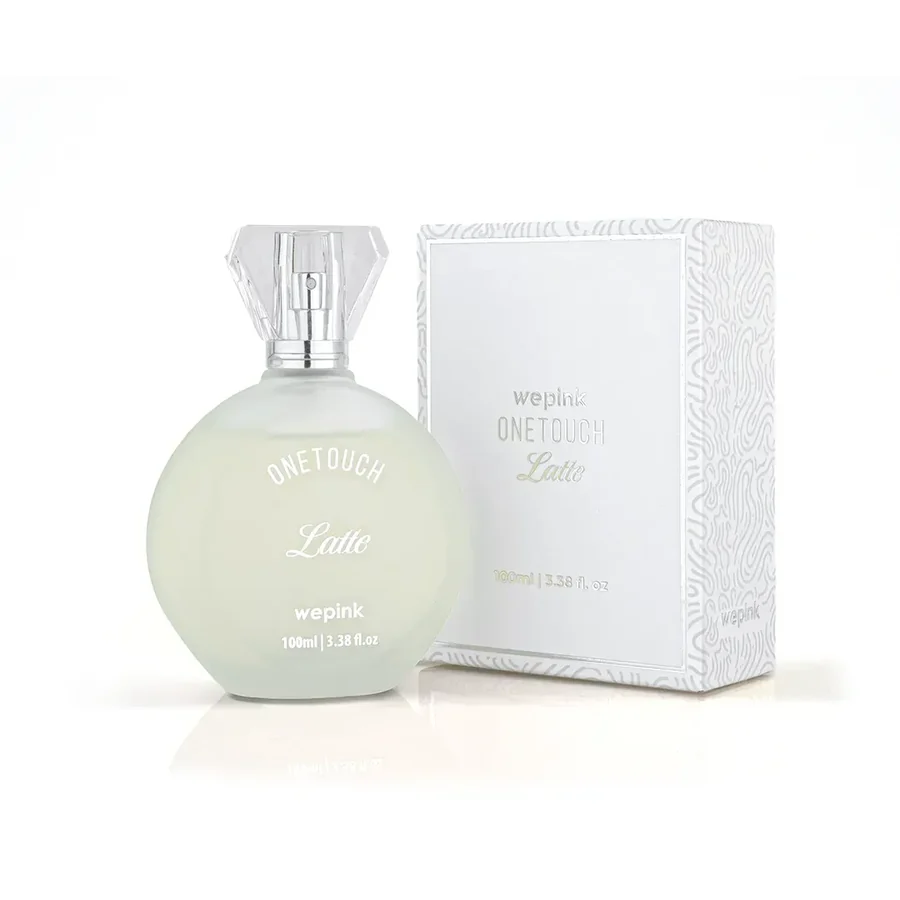 ONETOUCH
Latte
wepink
100ml | 3.38 fl.oz
wepink
ONETOUCH
Latte
100ml | 3.38 fl. oz
wepink